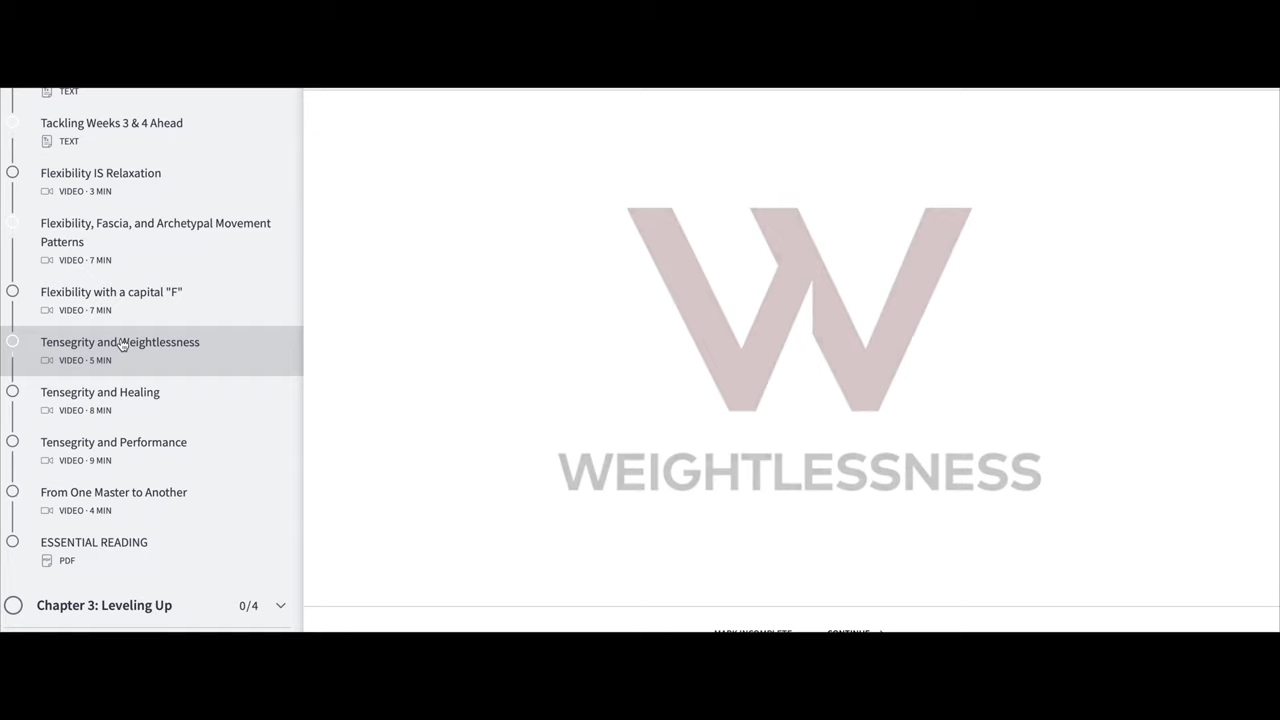 TEXT
Tackling Weeks 3 & 4 Ahead
TEXT
Flexibility IS Relaxation
VIDEO · 3 MIN
Flexibility, Fascia, and Archetypal Movement
Patterns
VIDEO · 7 MIN
Flexibility with a capital "F"
VIDEO · 7 MIN
Tensegrity and Weightlessness
VIDEO · 5 MIN
Tensegrity and Healing
VIDEO · 8 MIN
Tensegrity and Performance
VIDEO · 9 MIN
From One Master to Another
VIDEO · 4 MIN
ESSENTIAL READING
PDF
Chapter 3: Leveling Up 0/4
W
WEIGHTLESSNESS
MARK INCOMPLETE CONTINUE